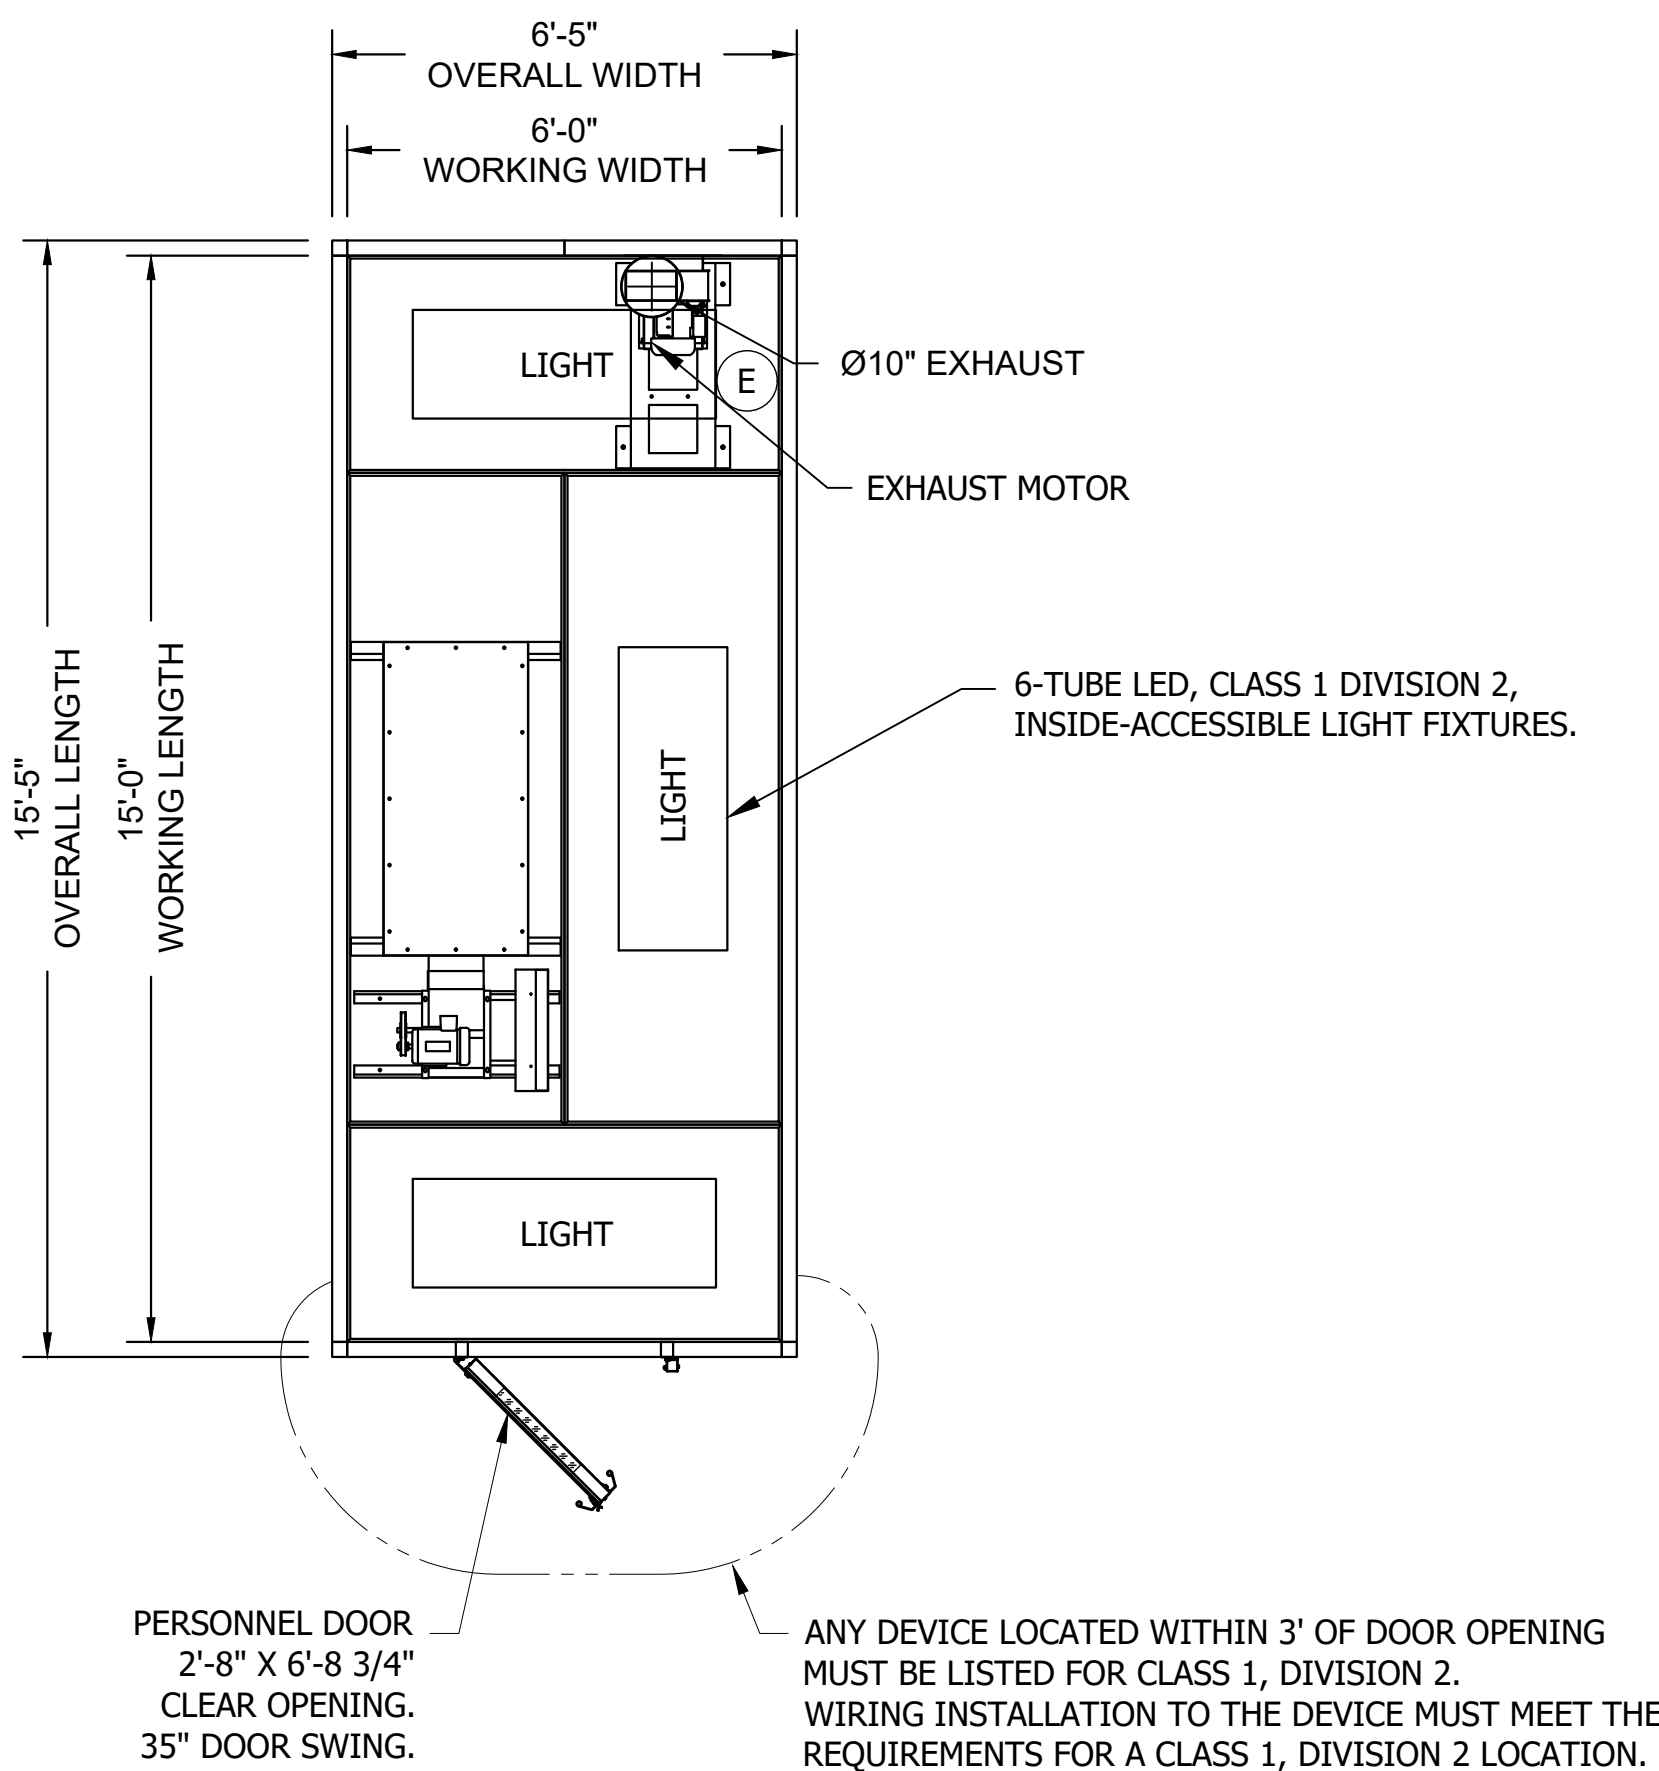 6'-5"
OVERALL WIDTH
6'-0"
WORKING WIDTH
LIGHT
E
Ø10" EXHAUST
EXHAUST MOTOR
15'-5"
OVERALL LENGTH
15'-0"
WORKING LENGTH
6-TUBE LED, CLASS 1 DIVISION 2,
INSIDE-ACCESSIBLE LIGHT FIXTURES.
LIGHT
LIGHT
PERSONNEL DOOR
2'-8" X 6'-8 3/4"
CLEAR OPENING.
35" DOOR SWING.
ANY DEVICE LOCATED WITHIN 3' OF DOOR OPENING
MUST BE LISTED FOR CLASS 1, DIVISION 2.
WIRING INSTALLATION TO THE DEVICE MUST MEET THE
REQUIREMENTS FOR A CLASS 1, DIVISION 2 LOCATION.